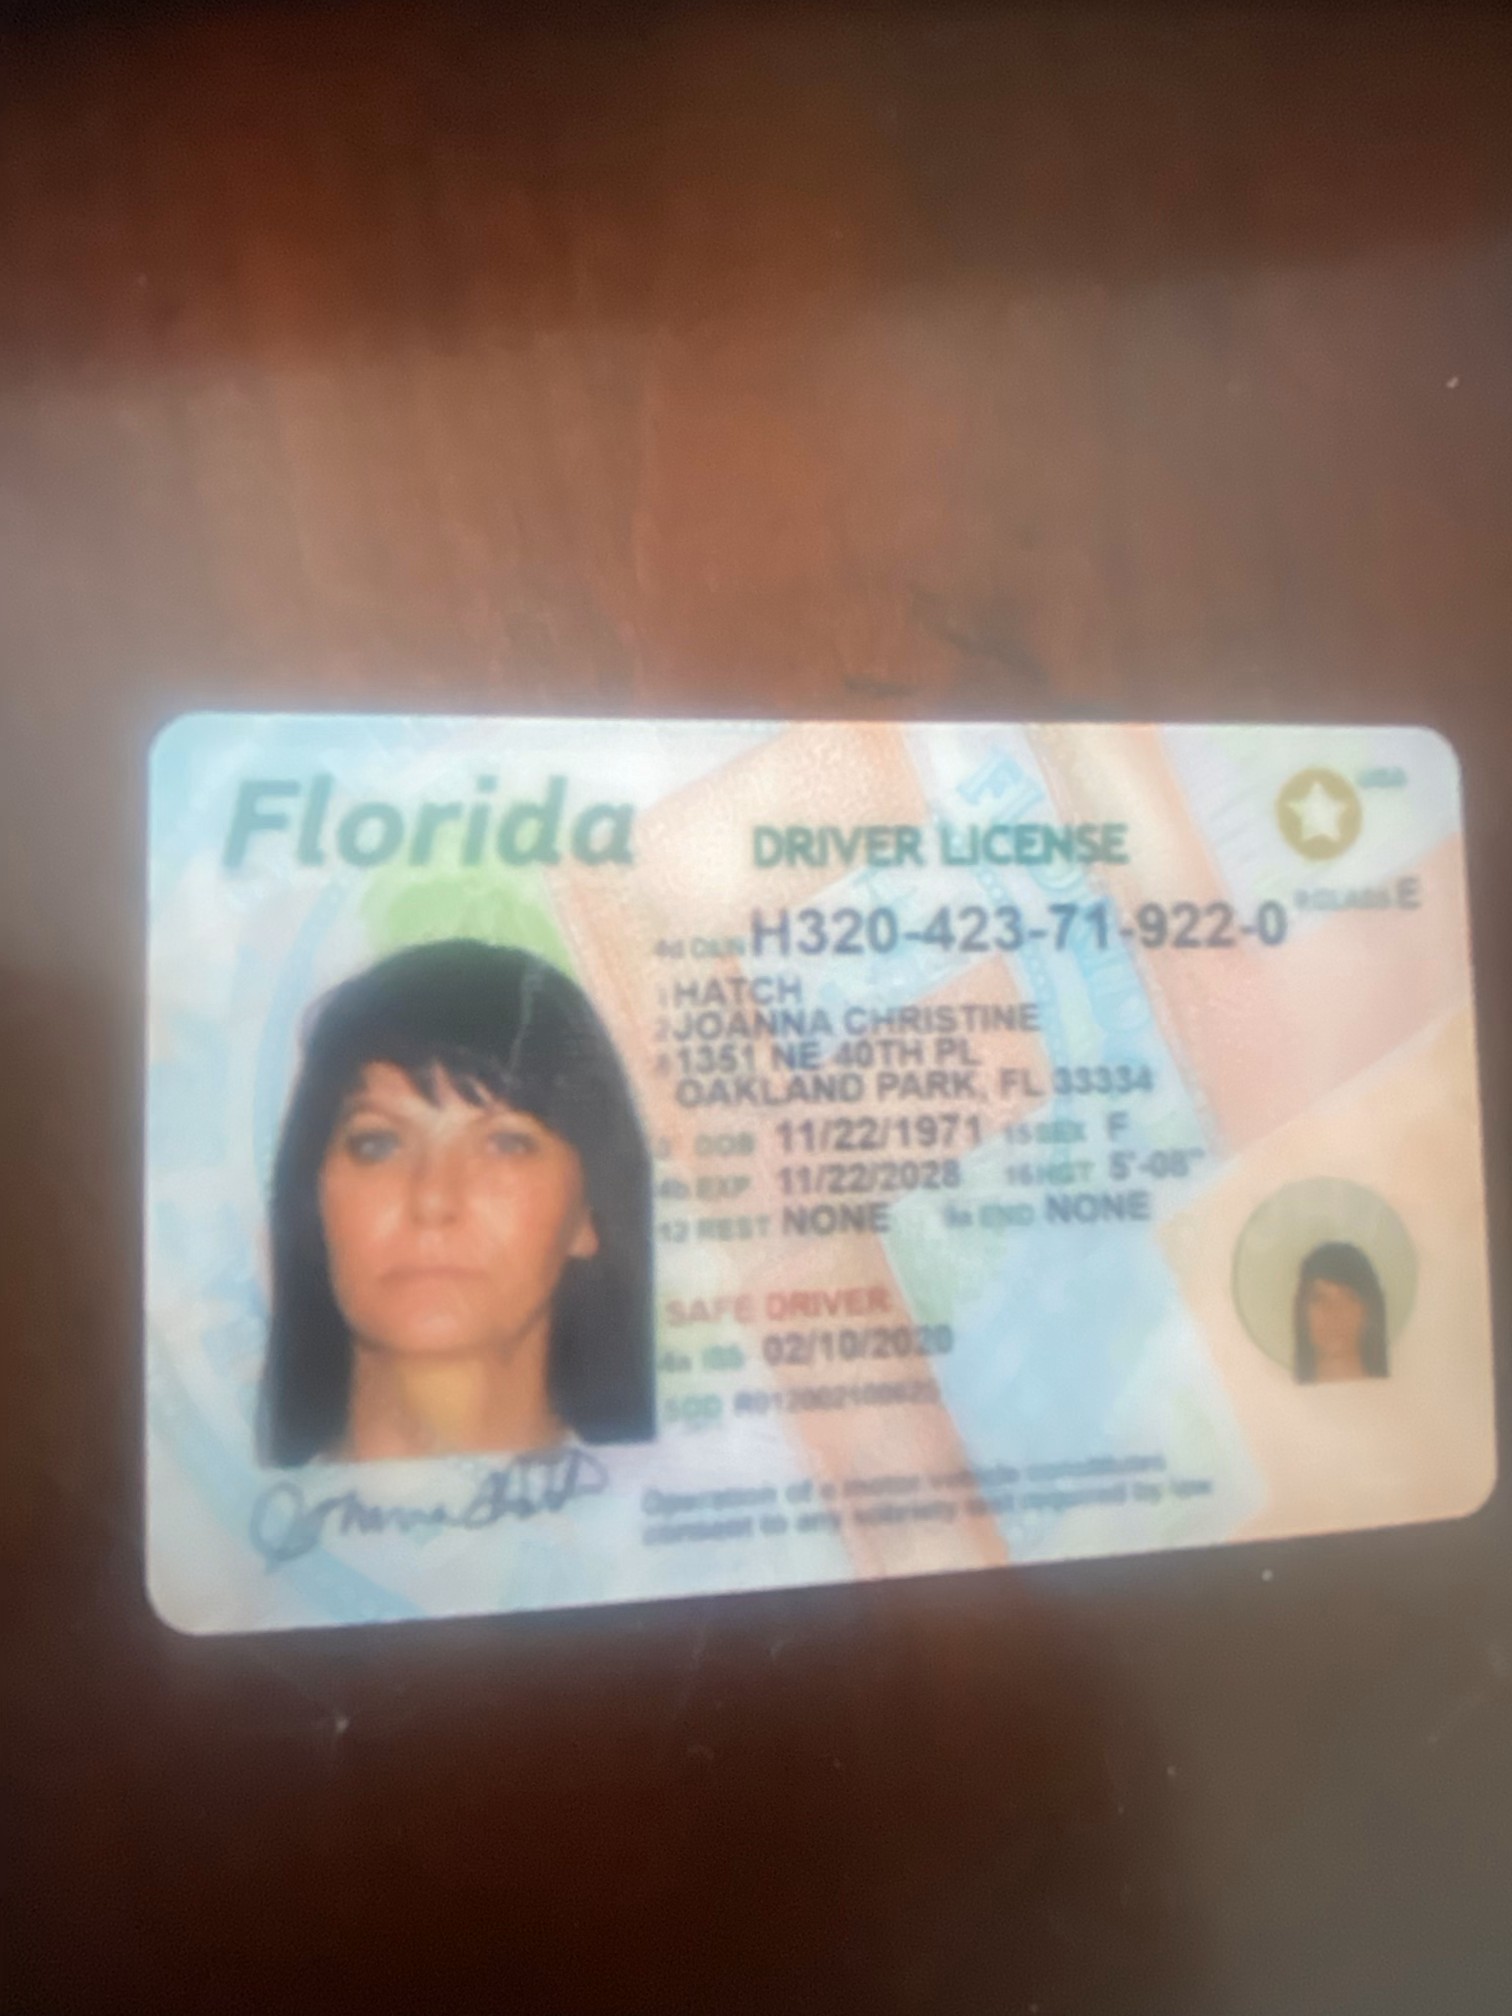 Florida
DRIVER LICENSE
USA
9 CLASS E
4d DLN H320-423-71-922-0
1 HATCH
2 JOANNA CHRISTINE
8 1351 NE 40TH PL
OAKLAND PARK, FL 33334
3 DOB 11/22/1971 15 SEX F
4b EXP 11/22/2028 16 HGT 5'-08"
12 REST NONE 9a END NONE
SAFE DRIVER
4a ISS 02/10/2020
5 DD
Operation of a motor vehicle constitutes
consent to any sobriety test required by law